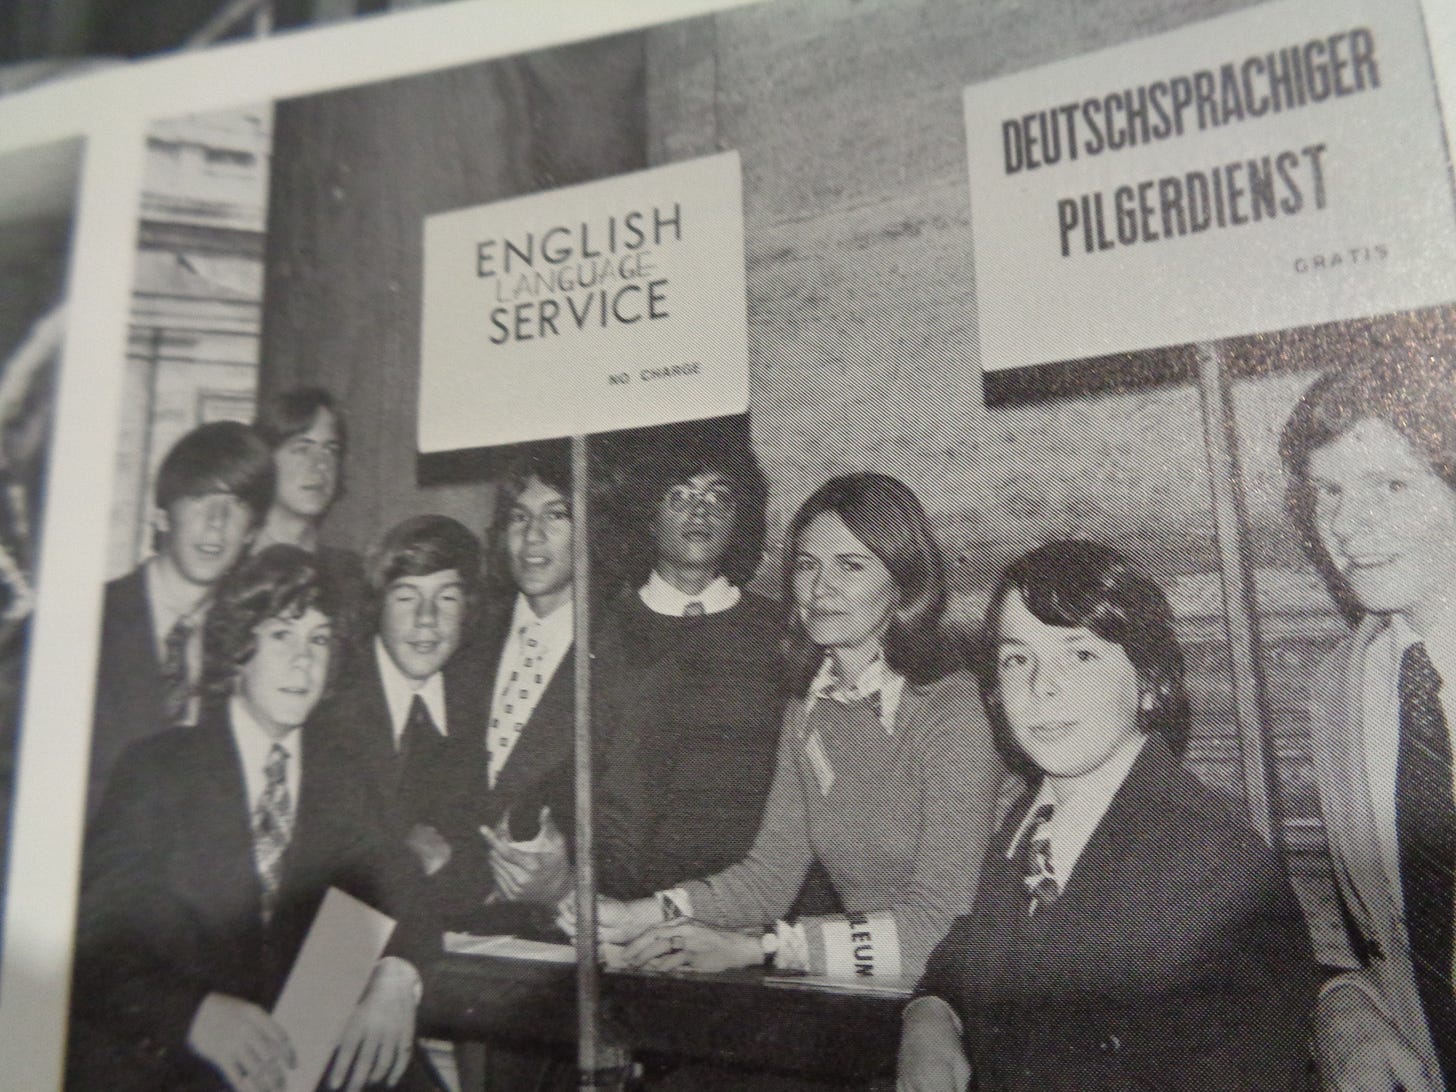 ENGLISH
LANGUAGE
SERVICE
NO CHARGE
DEUTSCHSPRACHIGER
PILGERDIENST
GRATIS